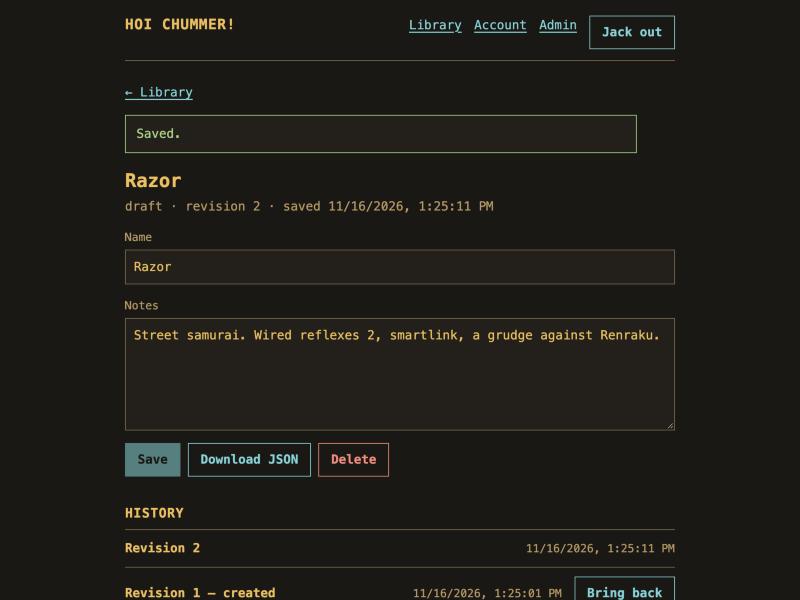 HOI CHUMMER!
Library Account Admin Jack out
← Library
Saved.
Razor
draft · revision 2 · saved 11/16/2026, 1:25:11 PM
Name
Razor
Notes
Street samurai. Wired reflexes 2, smartlink, a grudge against Renraku.
Save Download JSON Delete
HISTORY
Revision 2 11/16/2026, 1:25:11 PM
Revision 1 — created 11/16/2026, 1:25:01 PM Bring back